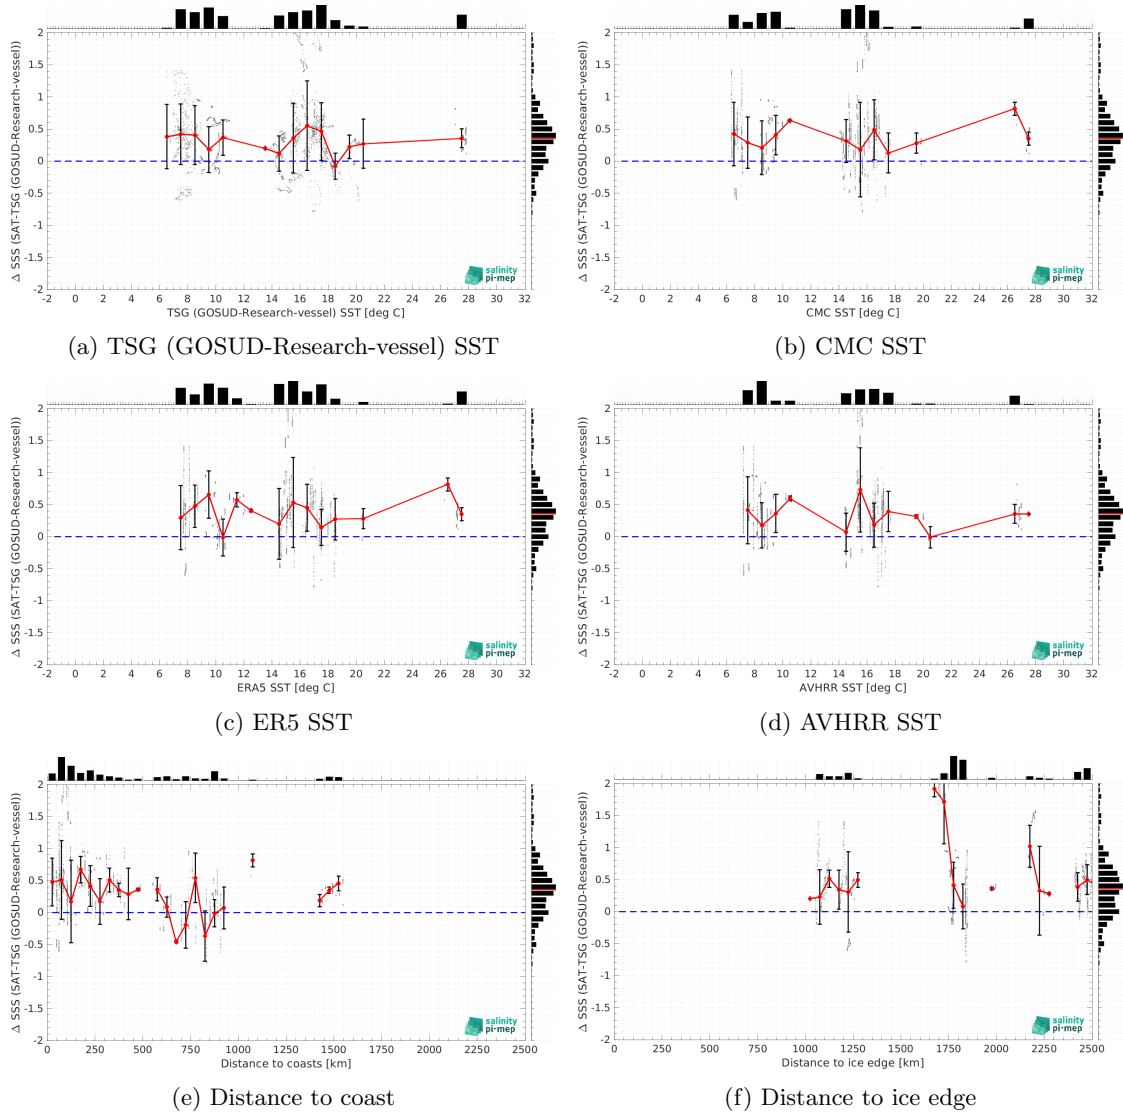 2
1.5
1
0.5
0
-0.5
-1
-1.5
-2
Δ SSS (SAT-TSG (GOSUD-Research-vessel))
salinity
pi-mep
-2 0 2 4 6 8 10 12 14 16 18 20 22 24 26 28 30 32
TSG (GOSUD-Research-vessel) SST [deg C]
(a) TSG (GOSUD-Research-vessel) SST
2
1.5
1
0.5
0
-0.5
-1
-1.5
-2
Δ SSS (SAT-TSG (GOSUD-Research-vessel))
salinity
pi-mep
-2 0 2 4 6 8 10 12 14 16 18 20 22 24 26 28 30 32
CMC SST [deg C]
(b) CMC SST
2
1.5
1
0.5
0
-0.5
-1
-1.5
-2
Δ SSS (SAT-TSG (GOSUD-Research-vessel))
salinity
pi-mep
-2 0 2 4 6 8 10 12 14 16 18 20 22 24 26 28 30 32
ERA5 SST [deg C]
(c) ER5 SST
2
1.5
1
0.5
0
-0.5
-1
-1.5
-2
Δ SSS (SAT-TSG (GOSUD-Research-vessel))
salinity
pi-mep
-2 0 2 4 6 8 10 12 14 16 18 20 22 24 26 28 30 32
AVHRR SST [deg C]
(d) AVHRR SST
2
1.5
1
0.5
0
-0.5
-1
-1.5
-2
Δ SSS (SAT-TSG (GOSUD-Research-vessel))
salinity
pi-mep
0 250 500 750 1000 1250 1500 1750 2000 2250 2500
Distance to coasts [km]
(e) Distance to coast
2
1.5
1
0.5
0
-0.5
-1
-1.5
-2
Δ SSS (SAT-TSG (GOSUD-Research-vessel))
salinity
pi-mep
0 250 500 750 1000 1250 1500 1750 2000 2250 2500
Distance to ice edge [km]
(f) Distance to ice edge